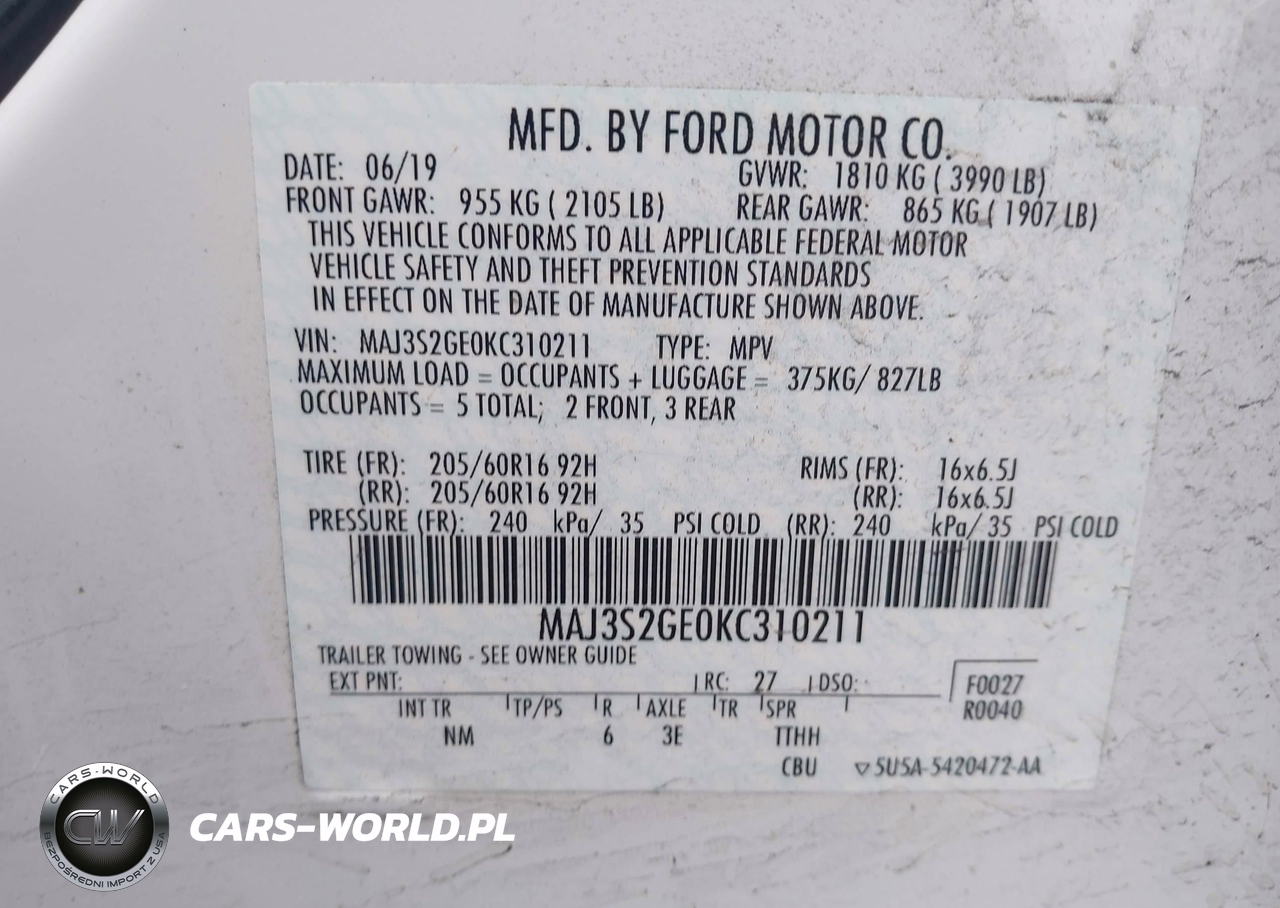 MFD. BY FORD MOTOR CO.
DATE: 06/19 GVWR: 1810 KG ( 3990 LB)
FRONT GAWR: 955 KG ( 2105 LB) REAR GAWR: 865 KG ( 1907 LB)
THIS VEHICLE CONFORMS TO ALL APPLICABLE FEDERAL MOTOR
VEHICLE SAFETY AND THEFT PREVENTION STANDARDS
IN EFFECT ON THE DATE OF MANUFACTURE SHOWN ABOVE.
VIN: MAJ3S2GE0KC310211 TYPE: MPV
MAXIMUM LOAD = OCCUPANTS + LUGGAGE = 375KG/ 827LB
OCCUPANTS = 5 TOTAL; 2 FRONT, 3 REAR
TIRE (FR): 205/60R16 92H RIMS (FR): 16x6.5J
(RR): 205/60R16 92H (RR): 16x6.5J
PRESSURE (FR): 240 kPa/ 35 PSI COLD (RR): 240 kPa/ 35 PSI COLD
MAJ3S2GE0KC310211
TRAILER TOWING - SEE OWNER GUIDE
EXT PNT: RC: 27 DSO: F0027
INT TR TP/PS R AXLE TR SPR R0040
NM 6 3E TTHH
CBU ▽ 5U5A-5420472-AA
CARS-WORLD
CW
BEZPOŚREDNI IMPORT Z USA
CARS-WORLD.PL